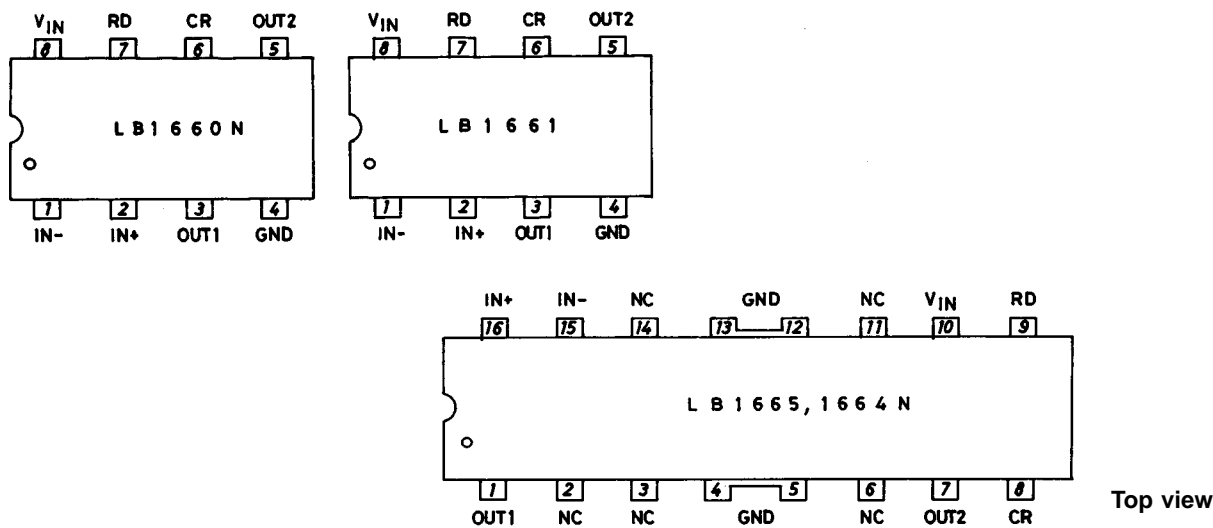 VIN RD CR OUT2
8 7 6 5
LB1660N
1 2 3 4
IN- IN+ OUT1 GND
VIN RD CR OUT2
8 7 6 5
LB1661
1 2 3 4
IN- IN+ OUT1 GND
IN+ IN- NC GND NC VIN RD
16 15 14 13 12 11 10 9
LB1665,1664N
1 2 3 4 5 6 7 8
OUT1 NC NC GND NC OUT2 CR
Top view